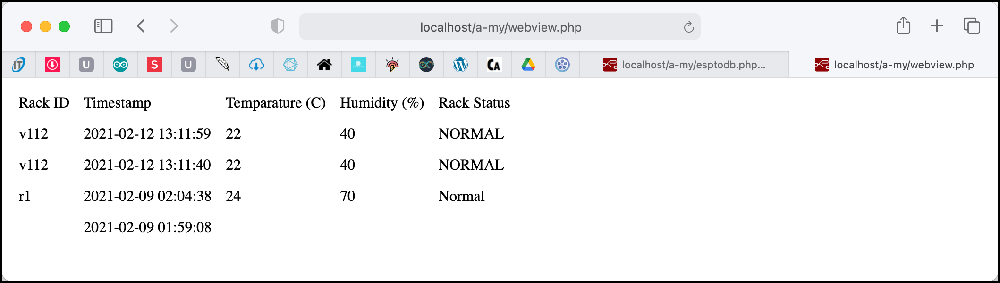 localhost/a-my/webview.php
IT U S U CA localhost/a-my/esptodb.php... localhost/a-my/webview.php
Rack ID Timestamp Temparature (C) Humidity (%) Rack Status
v112 2021-02-12 13:11:59 22 40 NORMAL
v112 2021-02-12 13:11:40 22 40 NORMAL
r1 2021-02-09 02:04:38 24 70 Normal
2021-02-09 01:59:08